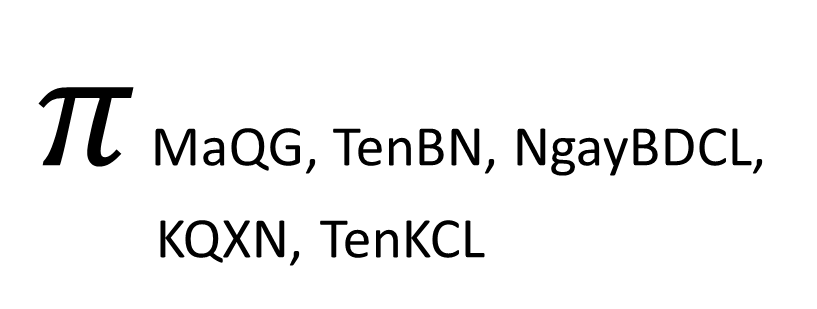 π MaQG, TenBN, NgayBDCL,
KQXN, TenKCL